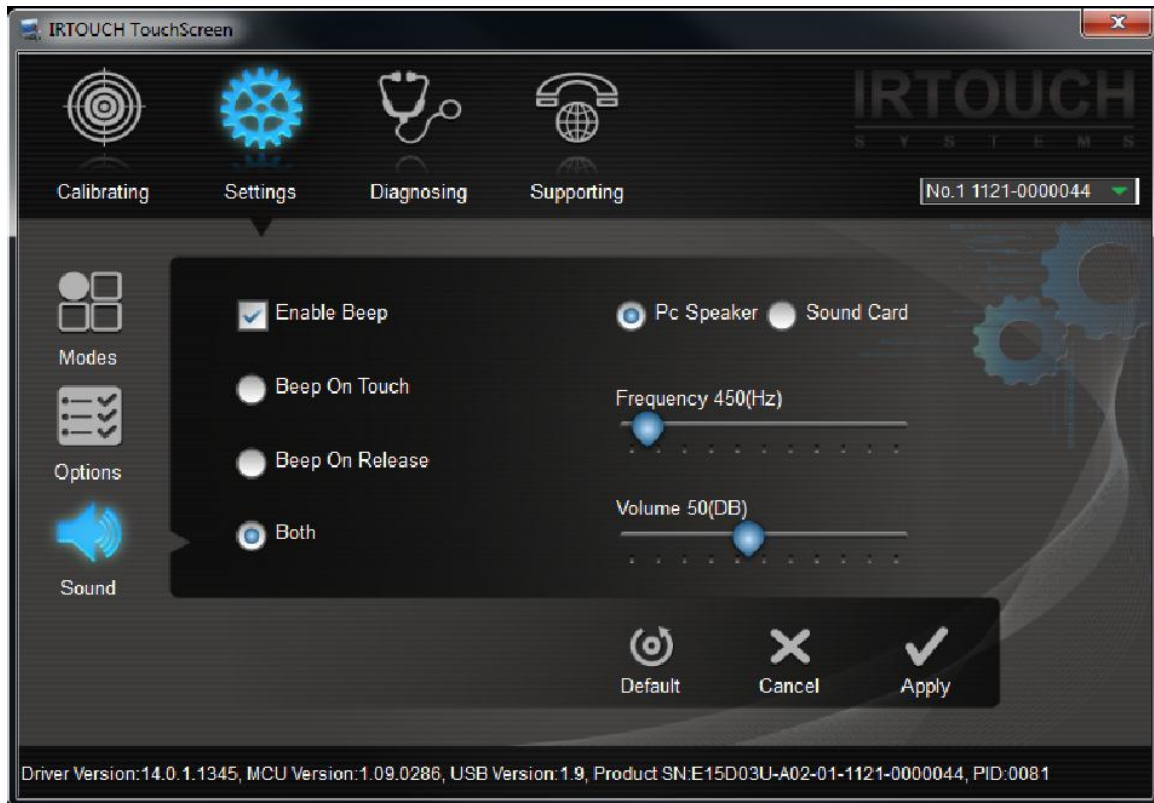 IRTOUCH TouchScreen
IRTOUCH
SYSTEMS
Calibrating
Settings
Diagnosing
Supporting
No.1 1121-0000044
Modes
Options
Sound
Enable Beep
Beep On Touch
Beep On Release
Both
Pc Speaker
Sound Card
Frequency 450(Hz)
Volume 50(DB)
Default
Cancel
Apply
Driver Version:14.0.1.1345, MCU Version:1.09.0286, USB Version:1.9, Product SN:E15D03U-A02-01-1121-0000044, PID:0081